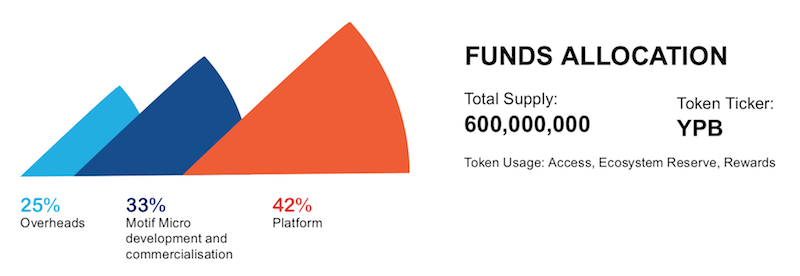 FUNDS ALLOCATION
Total Supply:
600,000,000
Token Ticker:
YPB
Token Usage: Access, Ecosystem Reserve, Rewards
25%
Overheads
33%
Motif Micro
development and
commercialisation
42%
Platform